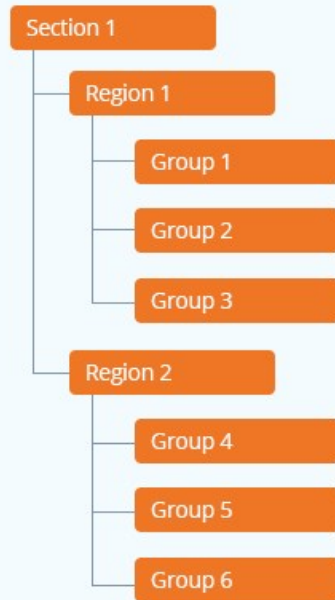 Section 1
Region 1
Group 1
Group 2
Group 3
Region 2
Group 4
Group 5
Group 6